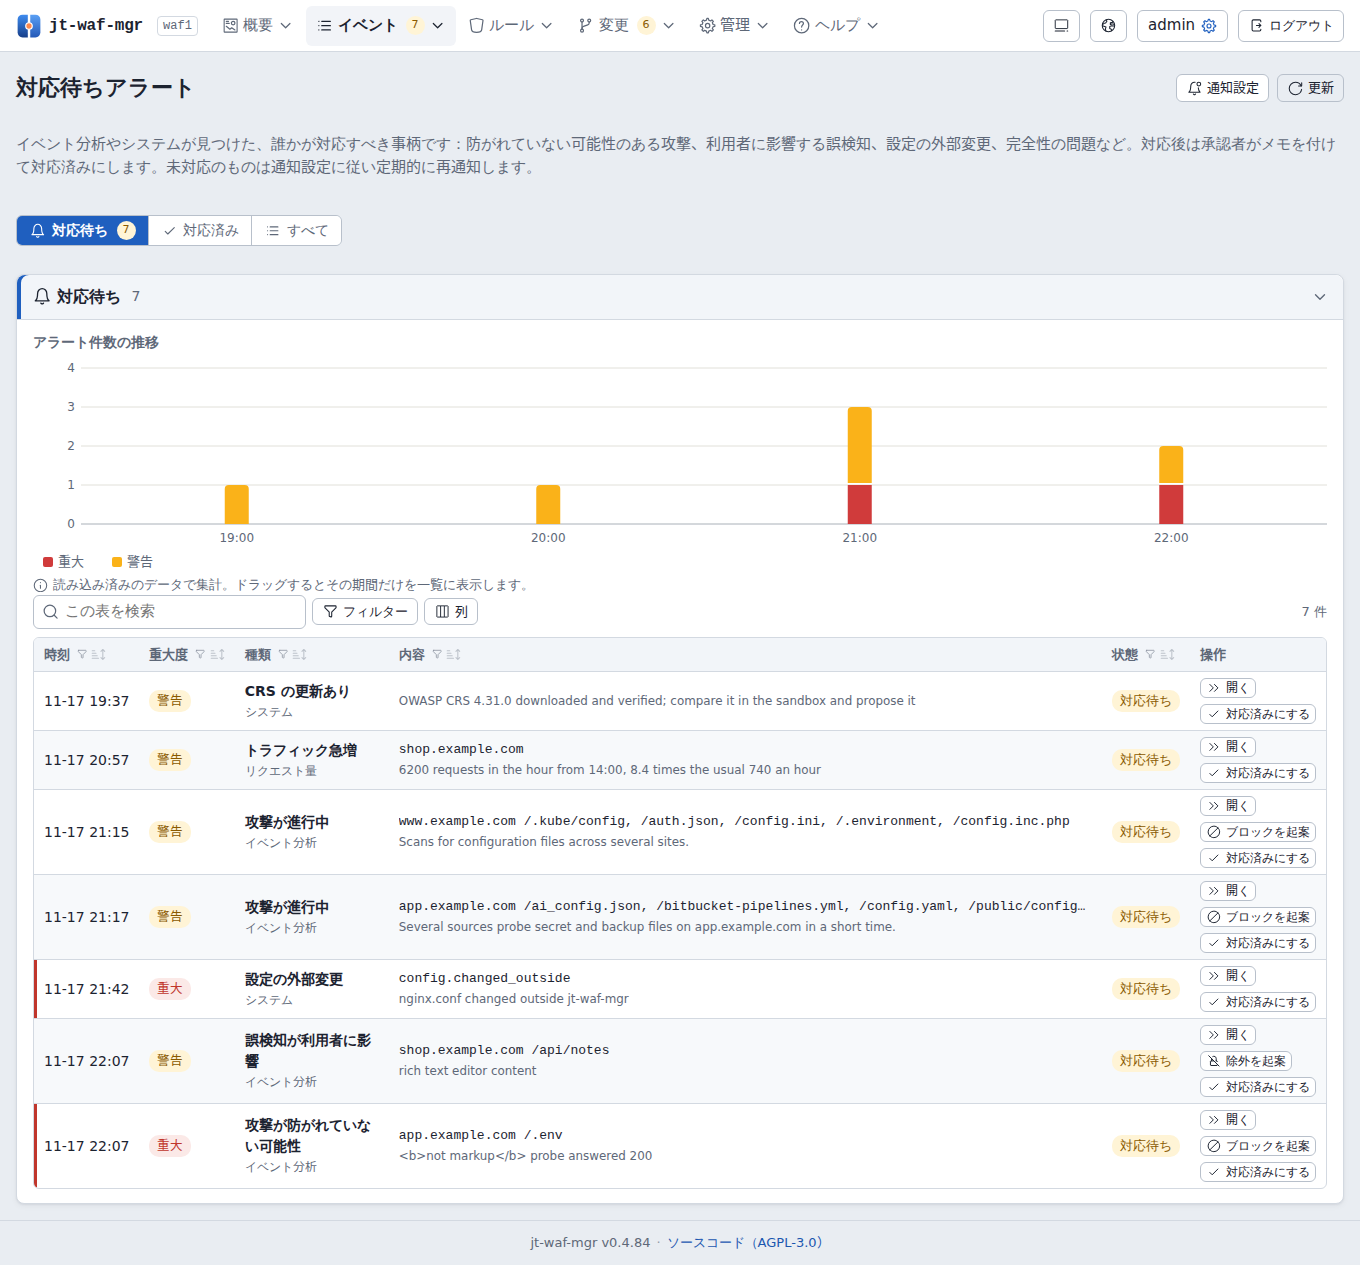 jt-waf-mgr waf1 概要 イベント 7 ルール 変更 6 管理 ヘルプ admin ログアウト
対応待ちアラート 通知設定 更新
イベント分析やシステムが見つけた、誰かが対応すべき事柄です：防がれていない可能性のある攻撃、利用者に影響する誤検知、設定の外部変更、完全性の問題など。対応後は承認者がメモを付け
て対応済みにします。未対応のものは通知設定に従い定期的に再通知します。
対応待ち 7 対応済み すべて
対応待ち 7
アラート件数の推移
4
3
2
1
0
19:00 20:00 21:00 22:00
重大 警告
読み込み済みのデータで集計。ドラッグするとその期間だけを一覧に表示します。
この表を検索 フィルター 列 7 件
時刻 重大度 種類 内容 状態 操作
11-17 19:37 警告 CRS の更新あり システム OWASP CRS 4.31.0 downloaded and verified; compare it in the sandbox and propose it 対応待ち 開く
対応済みにする
11-17 20:57 警告 トラフィック急増 shop.example.com 対応待ち 開く
リクエスト量 6200 requests in the hour from 14:00, 8.4 times the usual 740 an hour 対応済みにする
11-17 21:15 警告 攻撃が進行中 www.example.com /.kube/config, /auth.json, /config.ini, /.environment, /config.inc.php 対応待ち 開く
イベント分析 Scans for configuration files across several sites. ブロックを起案
対応済みにする
11-17 21:17 警告 攻撃が進行中 app.example.com /ai_config.json, /bitbucket-pipelines.yml, /config.yaml, /public/config… 対応待ち 開く
イベント分析 Several sources probe secret and backup files on app.example.com in a short time. ブロックを起案
対応済みにする
11-17 21:42 重大 設定の外部変更 config.changed_outside 対応待ち 開く
システム nginx.conf changed outside jt-waf-mgr 対応済みにする
11-17 22:07 警告 誤検知が利用者に影 shop.example.com /api/notes 対応待ち 開く
響 rich text editor content 除外を起案
イベント分析 対応済みにする
11-17 22:07 重大 攻撃が防がれていな app.example.com /.env 対応待ち 開く
い可能性 <b>not markup</b> probe answered 200 ブロックを起案
イベント分析 対応済みにする
jt-waf-mgr v0.4.84 · ソースコード（AGPL-3.0）